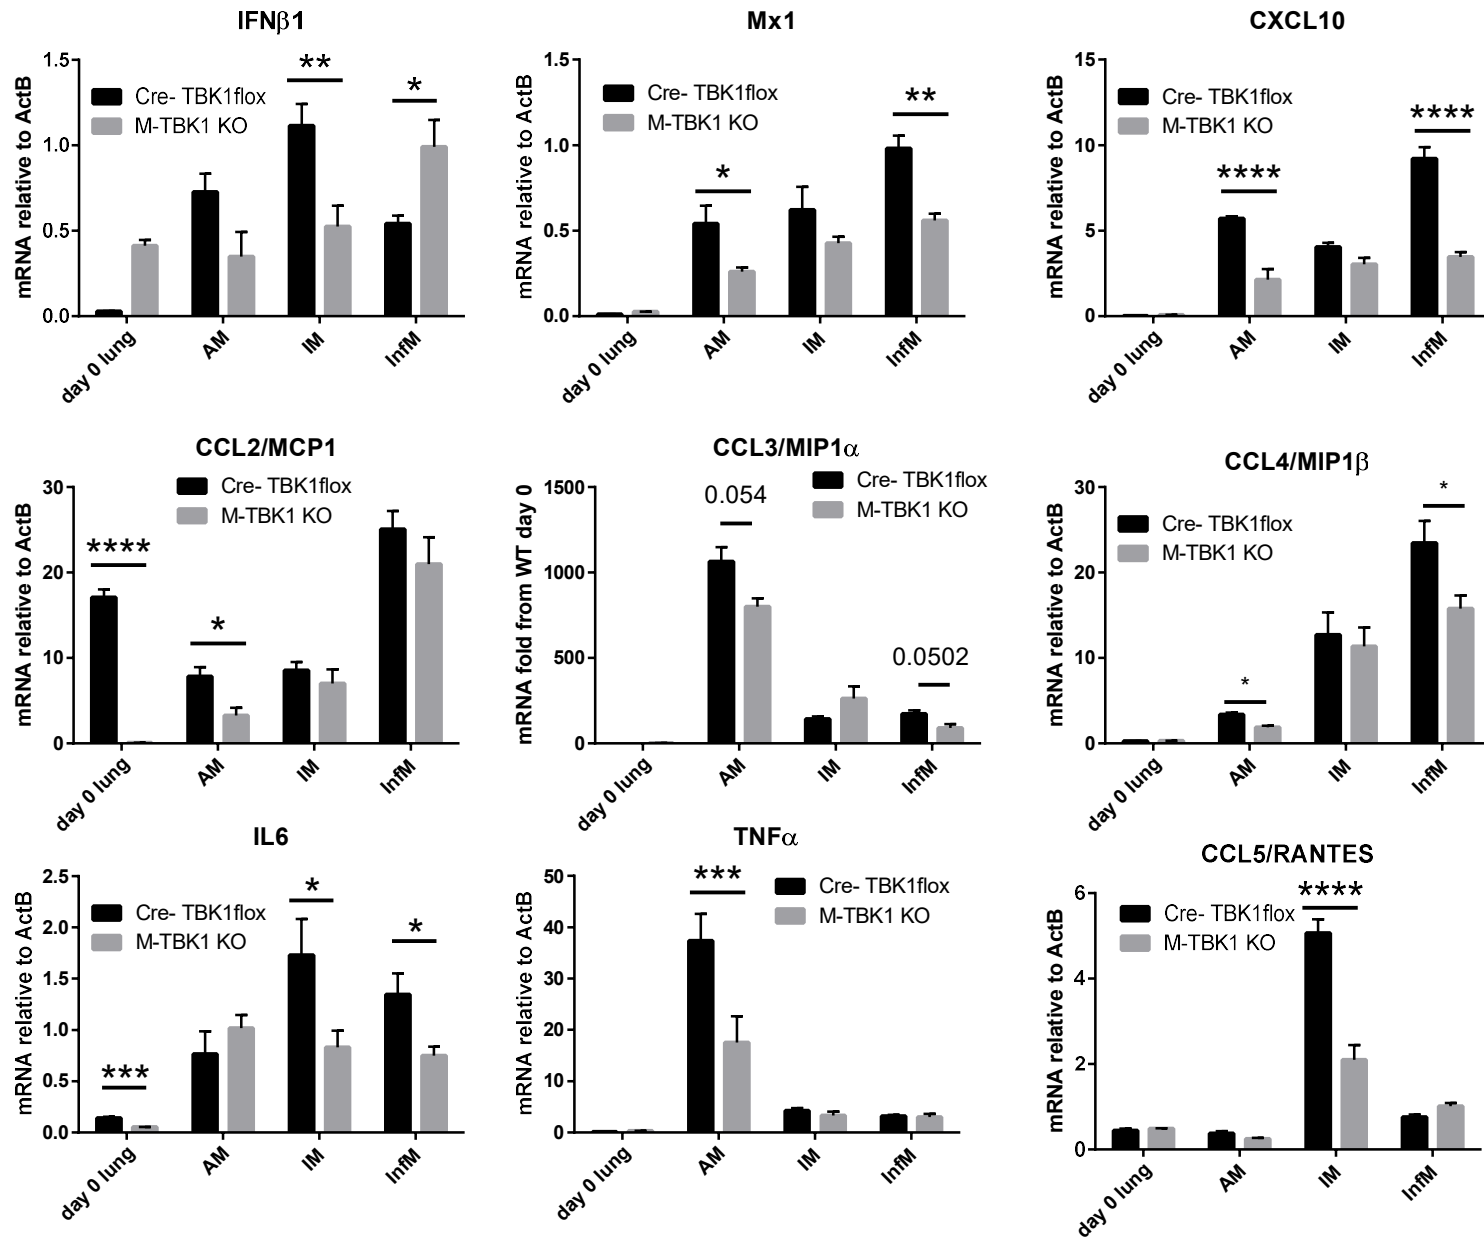 IFNβ1
mRNA relative to ActB
1.5
1.0
0.5
0.0
Cre- TBK1flox
M-TBK1 KO
**
*
day 0 lung
AM
IM
InfM
Mx1
mRNA relative to ActB
1.5
1.0
0.5
0.0
Cre- TBK1flox
M-TBK1 KO
*
**
day 0 lung
AM
IM
InfM
CXCL10
mRNA relative to ActB
15
10
5
0
Cre- TBK1flox
M-TBK1 KO
****
****
day 0 lung
AM
IM
InfM
CCL2/MCP1
mRNA relative to ActB
30
20
10
0
Cre- TBK1flox
M-TBK1 KO
****
*
day 0 lung
AM
IM
InfM
CCL3/MIP1α
mRNA fold from WT day 0
1500
1000
500
0
Cre- TBK1flox
M-TBK1 KO
0.054
0.0502
day 0 lung
AM
IM
InfM
CCL4/MIP1β
mRNA relative to ActB
30
20
10
0
Cre- TBK1flox
M-TBK1 KO
*
*
day 0 lung
AM
IM
InfM
IL6
mRNA relative to ActB
2.5
2.0
1.5
1.0
0.5
0.0
Cre- TBK1flox
M-TBK1 KO
***
*
*
day 0 lung
AM
IM
InfM
TNFα
mRNA relative to ActB
50
40
30
20
10
0
Cre- TBK1flox
M-TBK1 KO
***
day 0 lung
AM
IM
InfM
CCL5/RANTES
mRNA relative to ActB
6
4
2
0
Cre- TBK1flox
M-TBK1 KO
****
day 0 lung
AM
IM
InfM